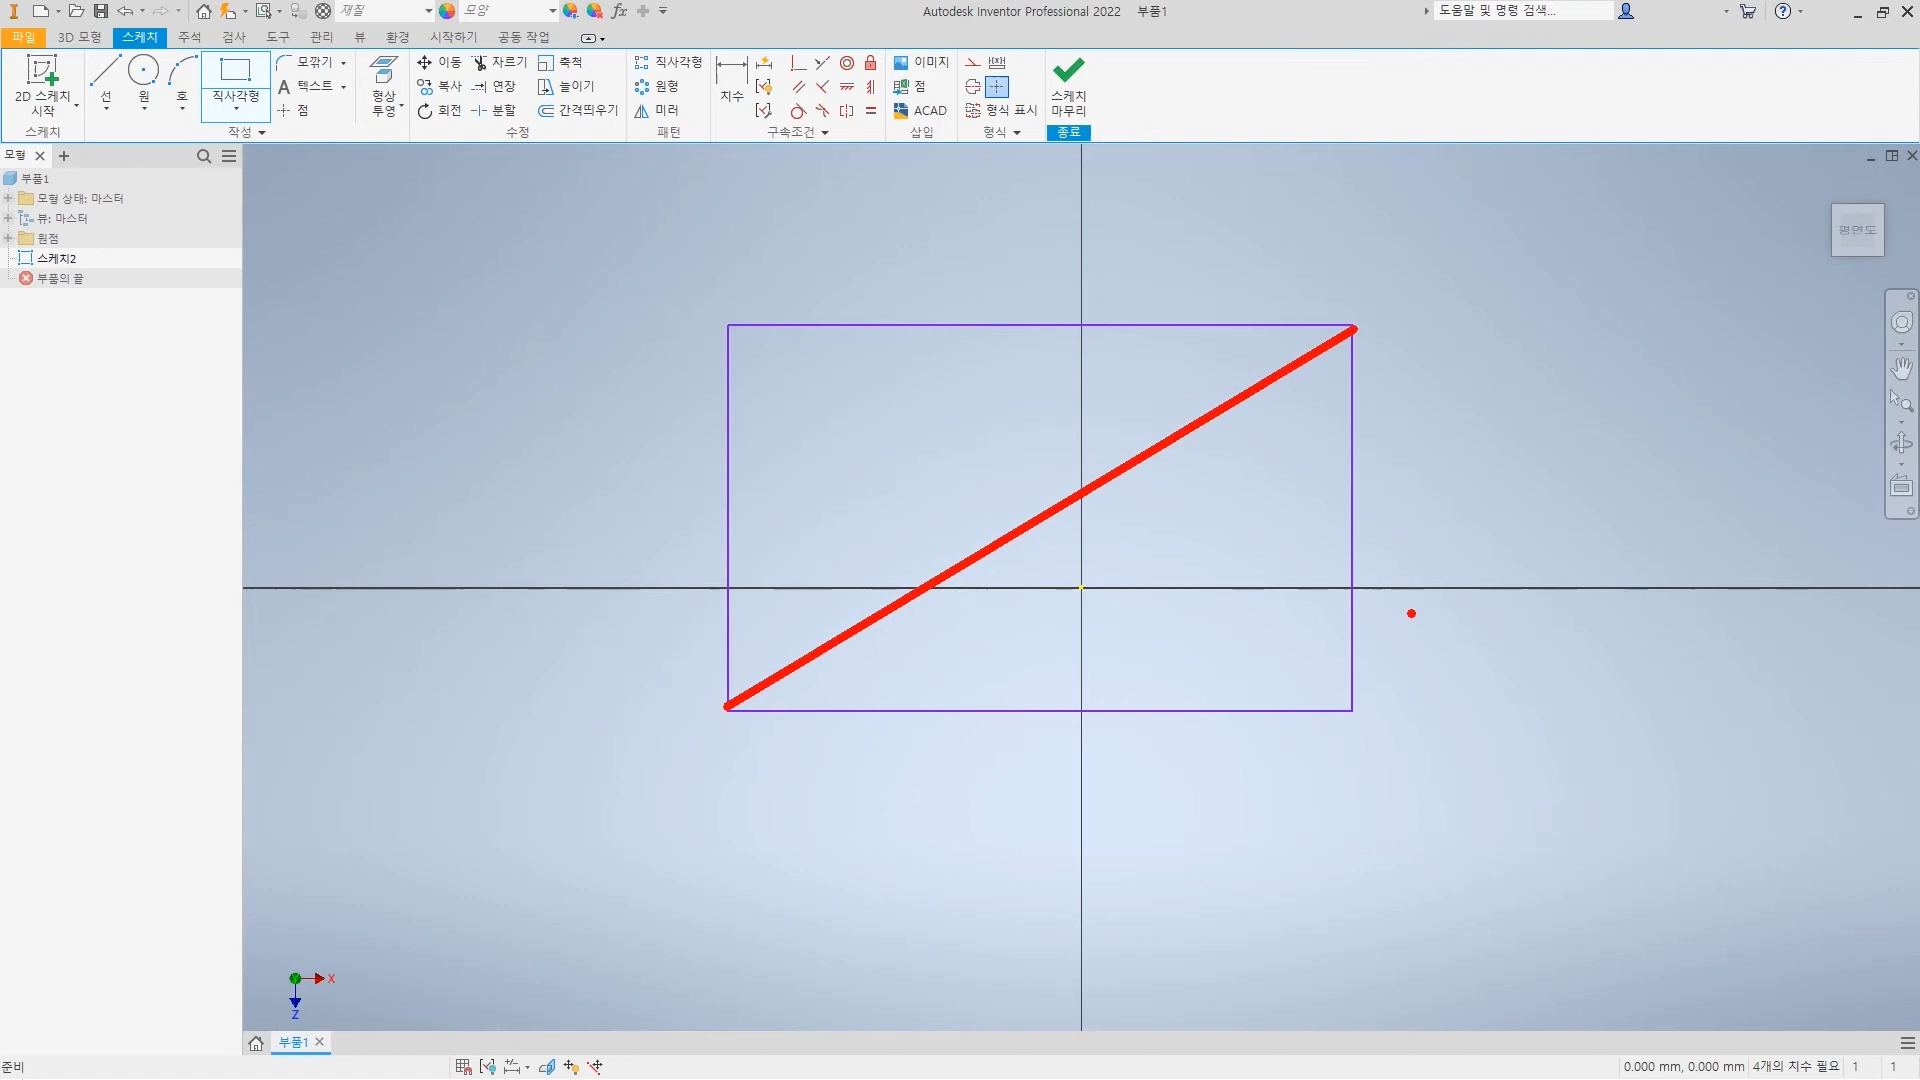 재질
모양
fx
Autodesk Inventor Professional 2022 부품1
도움말 및 명령 검색...
파일 3D 모형 스케치 주석 검사 도구 관리 뷰 환경 시작하기 공동 작업
2D 스케치 시작
선
원
호
직사각형
모깎기
텍스트
점
형상 투영
이동
복사
회전
자르기
연장
분할
축척
늘이기
간격띄우기
직사각형
원형
미러
치수
이미지
점
ACAD
형식 표시
스케치 마무리
스케치 작성 수정 패턴 구속조건 삽입 형식 종료
모형
부품1
모형 상태: 마스터
뷰: 마스터
원점
스케치2
부품의 끝
평면도
X
Z
부품1
준비
0.000 mm, 0.000 mm 4개의 치수 필요 1 1